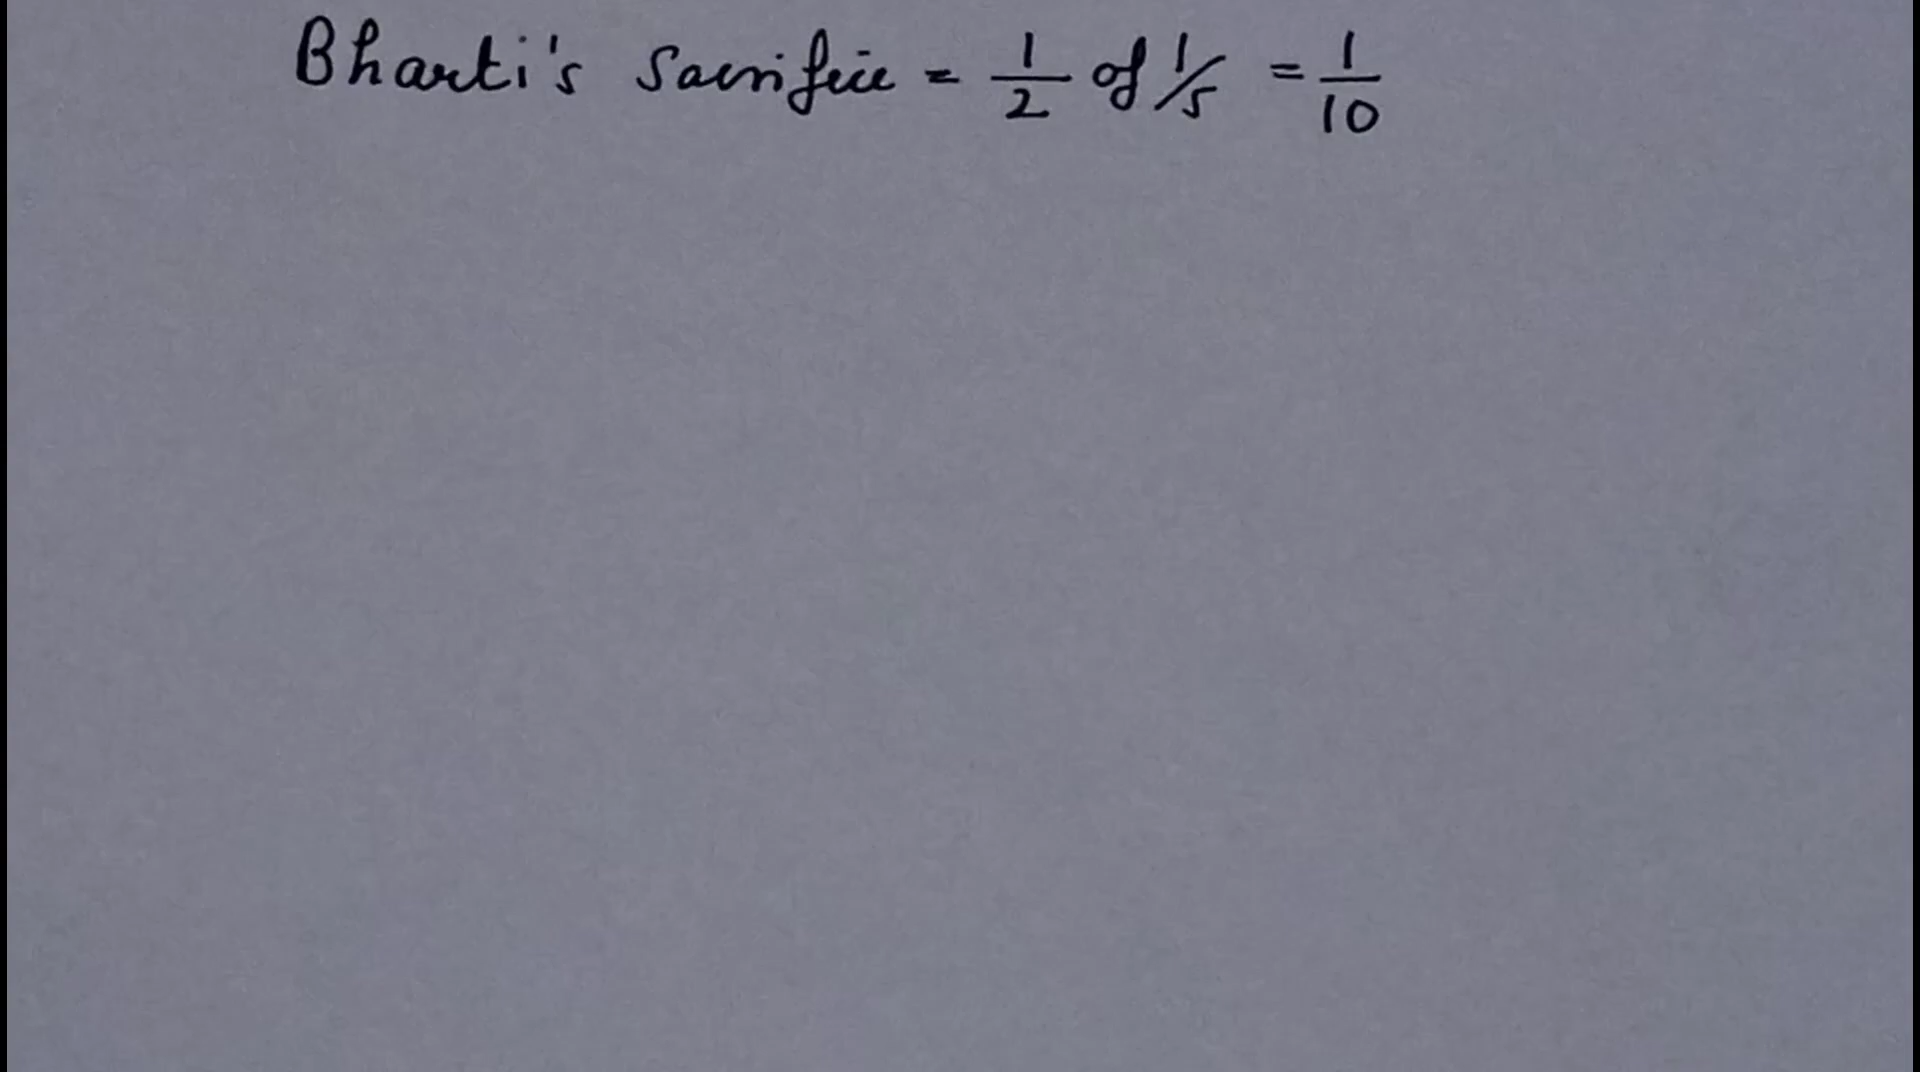 Bharti's Sacrifice = 1/2 of 1/5 = 1/10